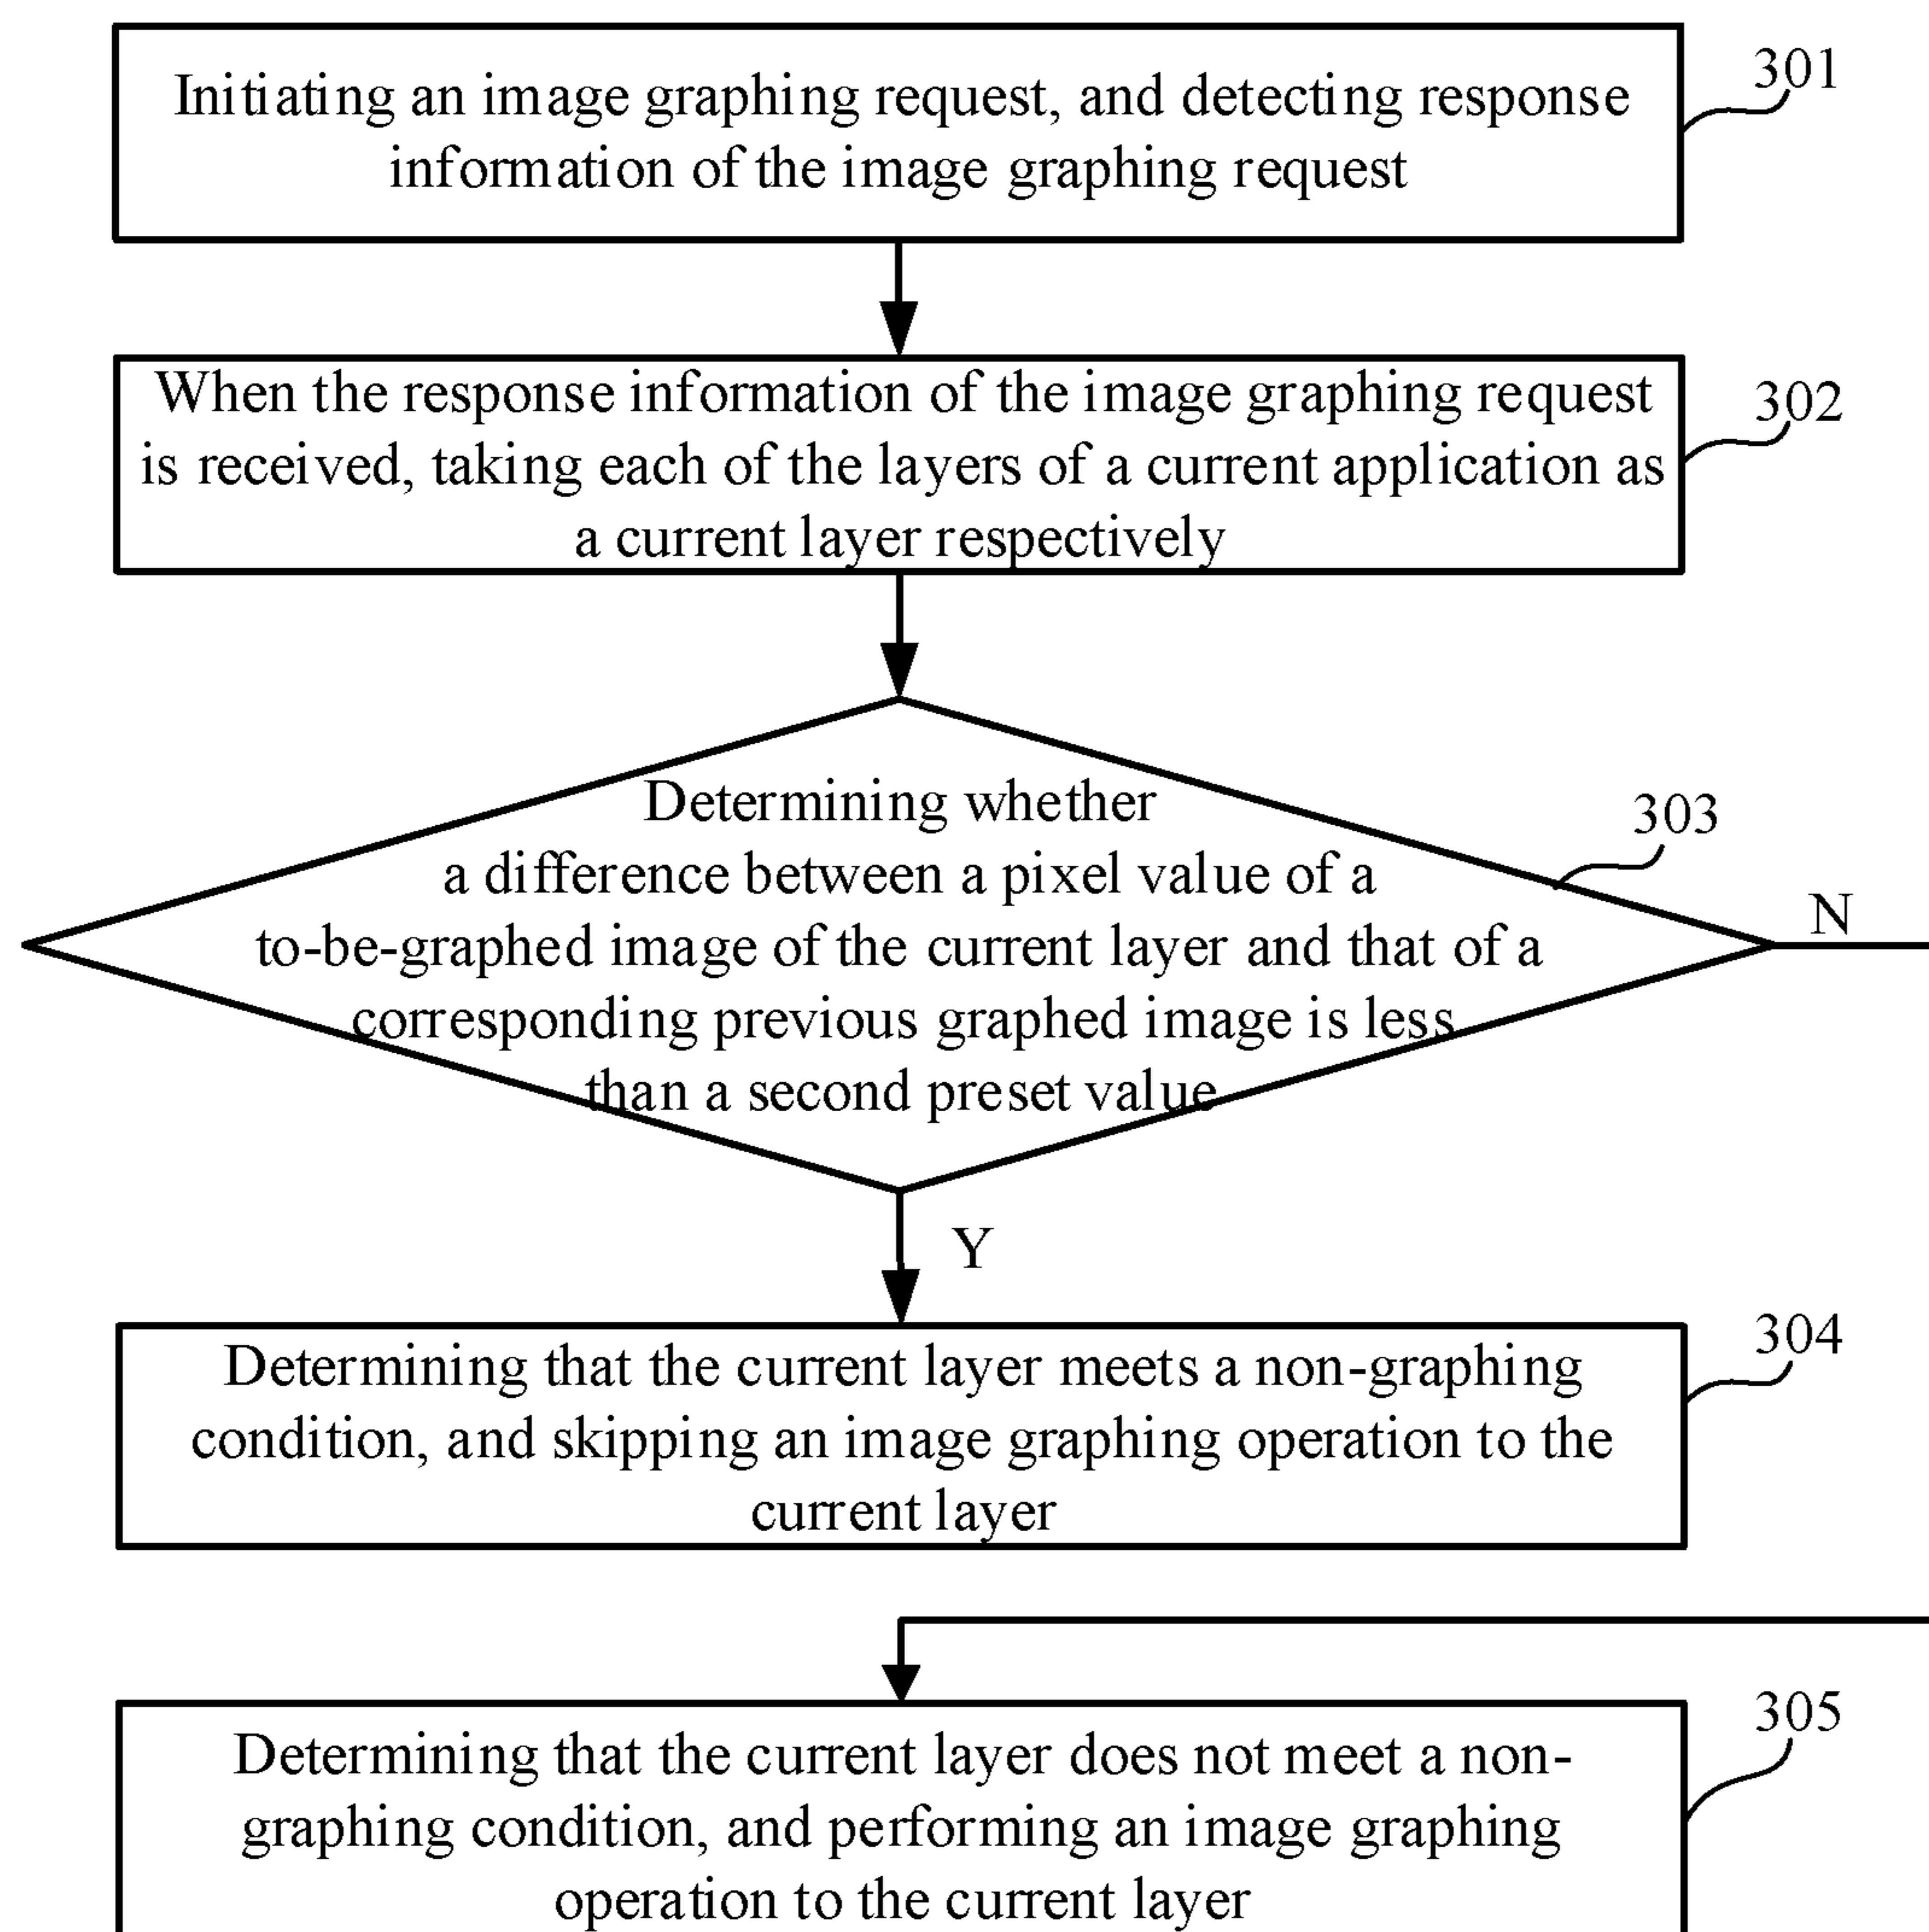 Initiating an image graphing request, and detecting response
information of the image graphing request
301
When the response information of the image graphing request
is received, taking each of the layers of a current application as
a current layer respectively
302
Determining whether
a difference between a pixel value of a
to-be-graphed image of the current layer and that of a
corresponding previous graphed image is less
than a second preset value
303
N
Y
Determining that the current layer meets a non-graphing
condition, and skipping an image graphing operation to the
current layer
304
Determining that the current layer does not meet a non-
graphing condition, and performing an image graphing
operation to the current layer
305